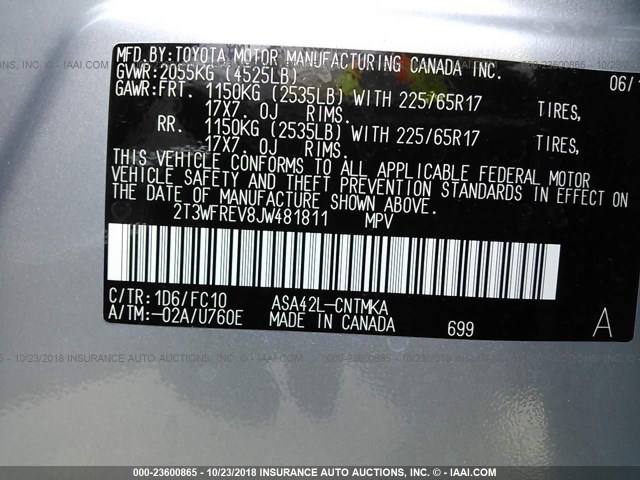 MFD.BY:TOYOTA MOTOR MANUFACTURING CANADA INC.
GVWR:2055KG (4525LB) 06/1
GAWR:FRT. 1150KG (2535LB) WITH 225/65R17 TIRES,
17X7.0J RIMS.
RR. 1150KG (2535LB) WITH 225/65R17 TIRES,
17X7.0J RIMS.
THIS VEHICLE CONFORMS TO ALL APPLICABLE FEDERAL MOTOR
VEHICLE SAFETY AND THEFT PREVENTION STANDARDS IN EFFECT ON
THE DATE OF MANUFACTURE SHOWN ABOVE.
2T3WFREV8JW481811 MPV
C/TR:1D6/FC10 ASA42L-CNTMKA
A/TM:-02A/U760E MADE IN CANADA 699 A
000-23600865 - 10/23/2018 INSURANCE AUTO AUCTIONS. - © - IAAI.COM